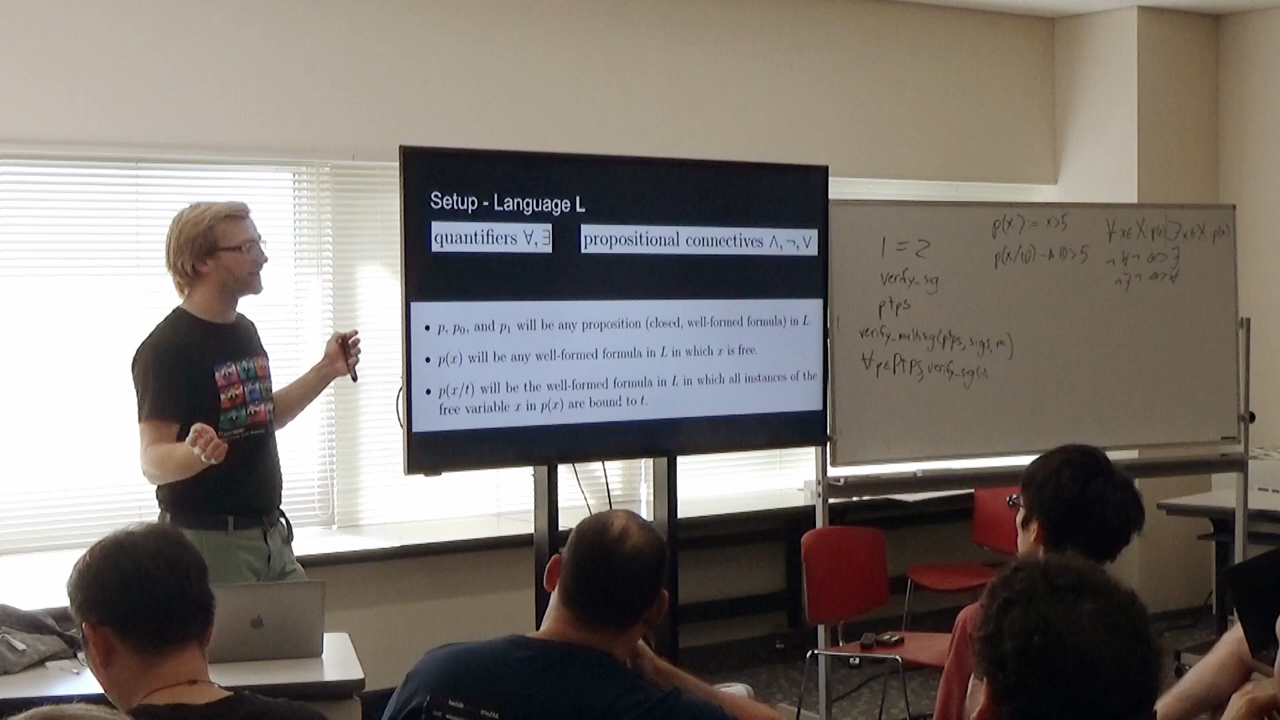 Setup - Language L
quantifiers ∀, ∃
propositional connectives ∧, ¬, ∨
• p, p₀, and p₁ will be any proposition (closed, well-formed formula) in L.
• p(x) will be any well-formed formula in L in which x is free.
• p(x/t) will be the well-formed formula in L in which all instances of the
free variable x in p(x) are bound to t.
1 = 2
verify_sig
ptps
verify_multisig(ptps, sigs, m)
∀p∈ptps verify_sig(
p(x) := x>5
p(x/10) → 10>5
∀x∈X p(x) ∃x∈X p(x)
¬∀¬ <=> ∃
¬∃¬ <=> ∀